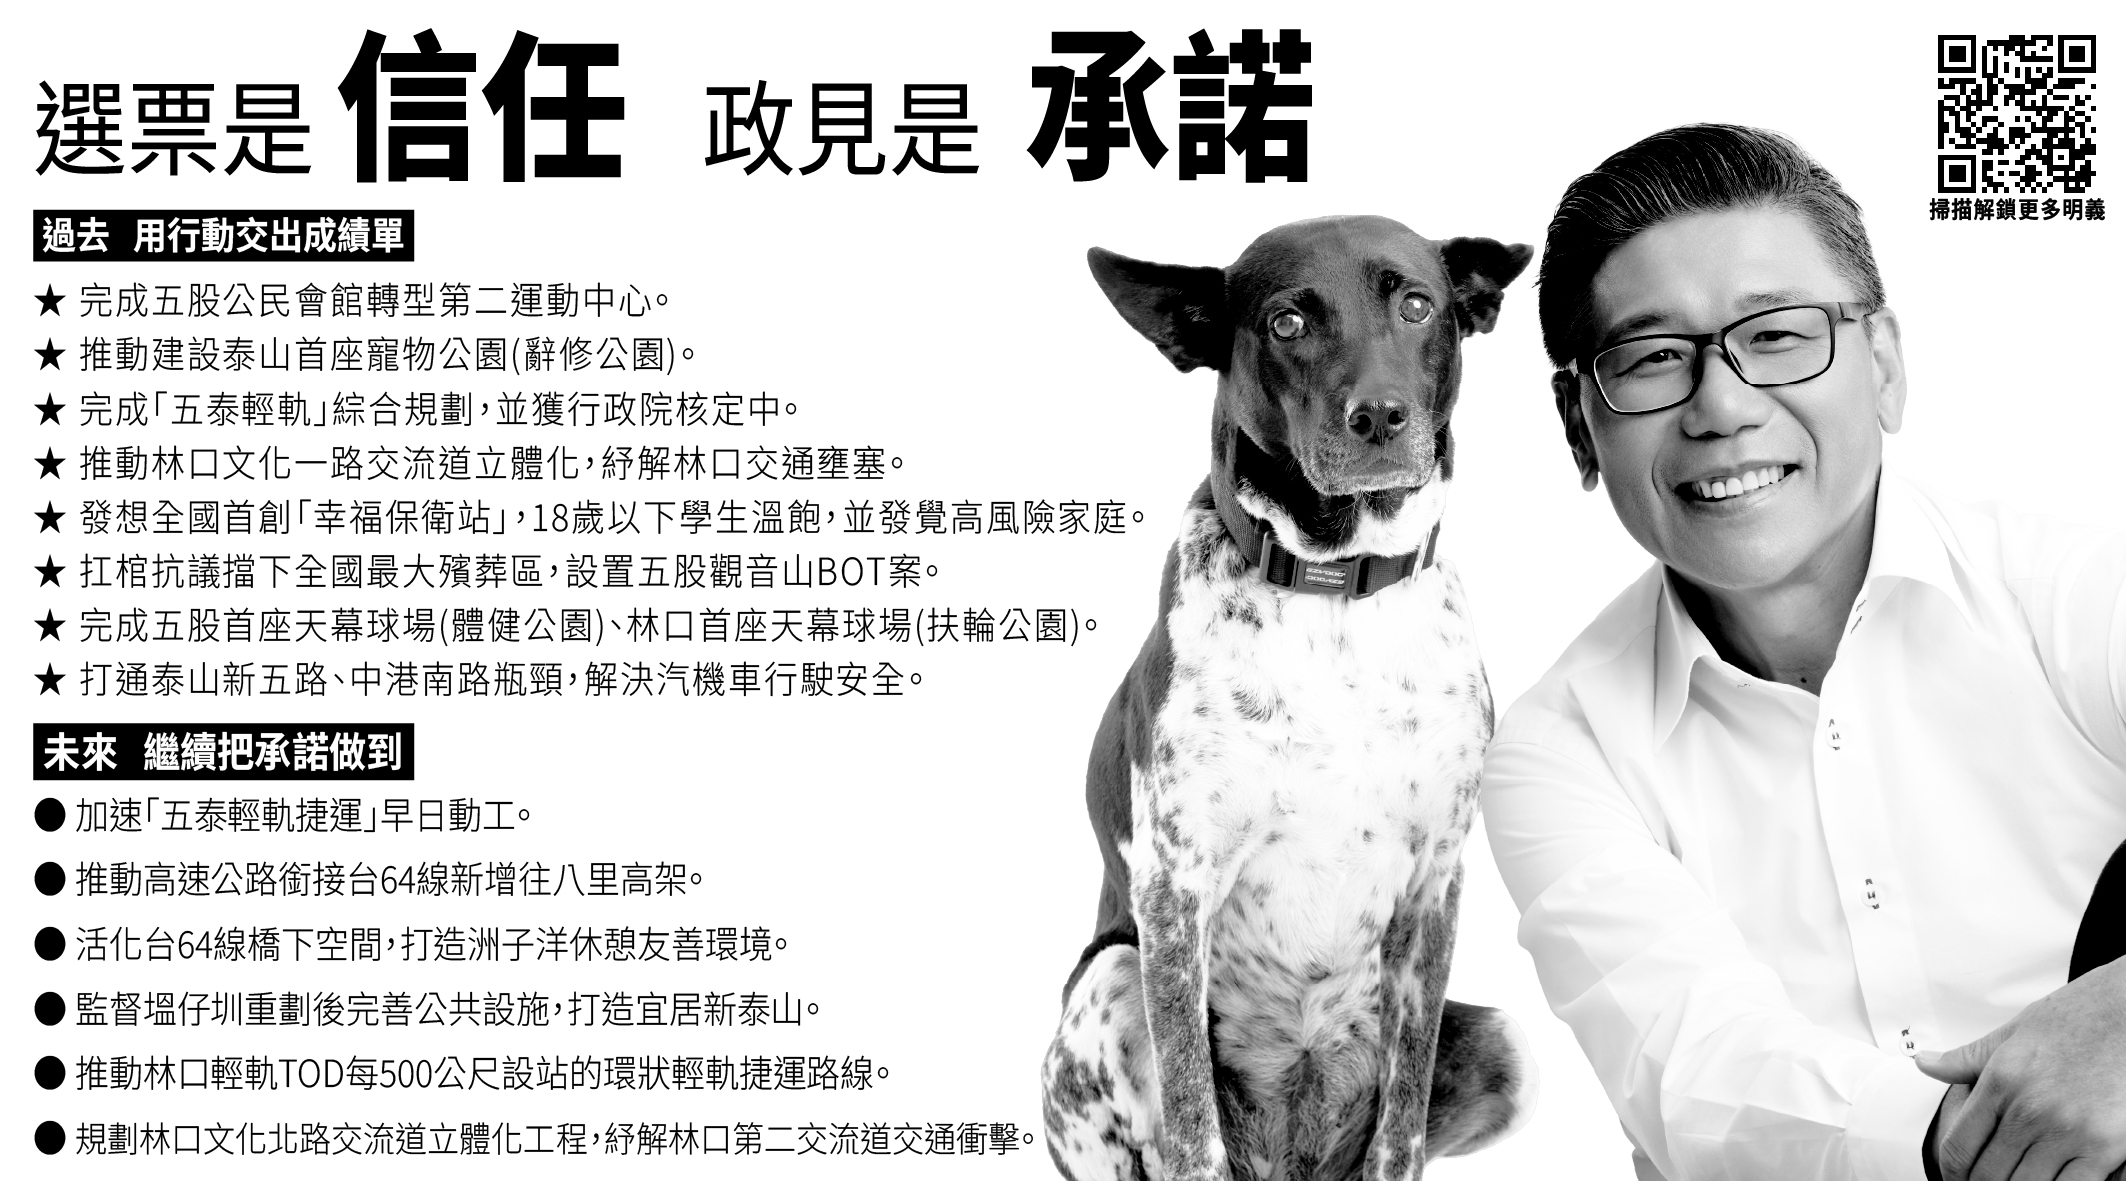 選票是信任 政見是承諾
掃描解鎖更多明義
過去 用行動交出成績單
★ 完成五股公民會館轉型第二運動中心。
★ 推動建設泰山首座寵物公園(辭修公園)。
★ 完成「五泰輕軌」綜合規劃，並獲行政院核定中。
★ 推動林口文化一路交流道立體化，紓解林口交通壅塞。
★ 發想全國首創「幸福保衛站」，18歲以下學生溫飽，並發覺高風險家庭。
★ 扛棺抗議擋下全國最大殯葬區，設置五股觀音山BOT案。
★ 完成五股首座天幕球場(體健公園)、林口首座天幕球場(扶輪公園)。
★ 打通泰山新五路、中港南路瓶頸，解決汽機車行駛安全。
未來 繼續把承諾做到
● 加速「五泰輕軌捷運」早日動工。
● 推動高速公路銜接台64線新增往八里高架。
● 活化台64線橋下空間，打造洲子洋休憩友善環境。
● 監督塭仔圳重劃後完善公共設施，打造宜居新泰山。
● 推動林口輕軌TOD每500公尺設站的環狀輕軌捷運路線。
● 規劃林口文化北路交流道立體化工程，紓解林口第二交流道交通衝擊。